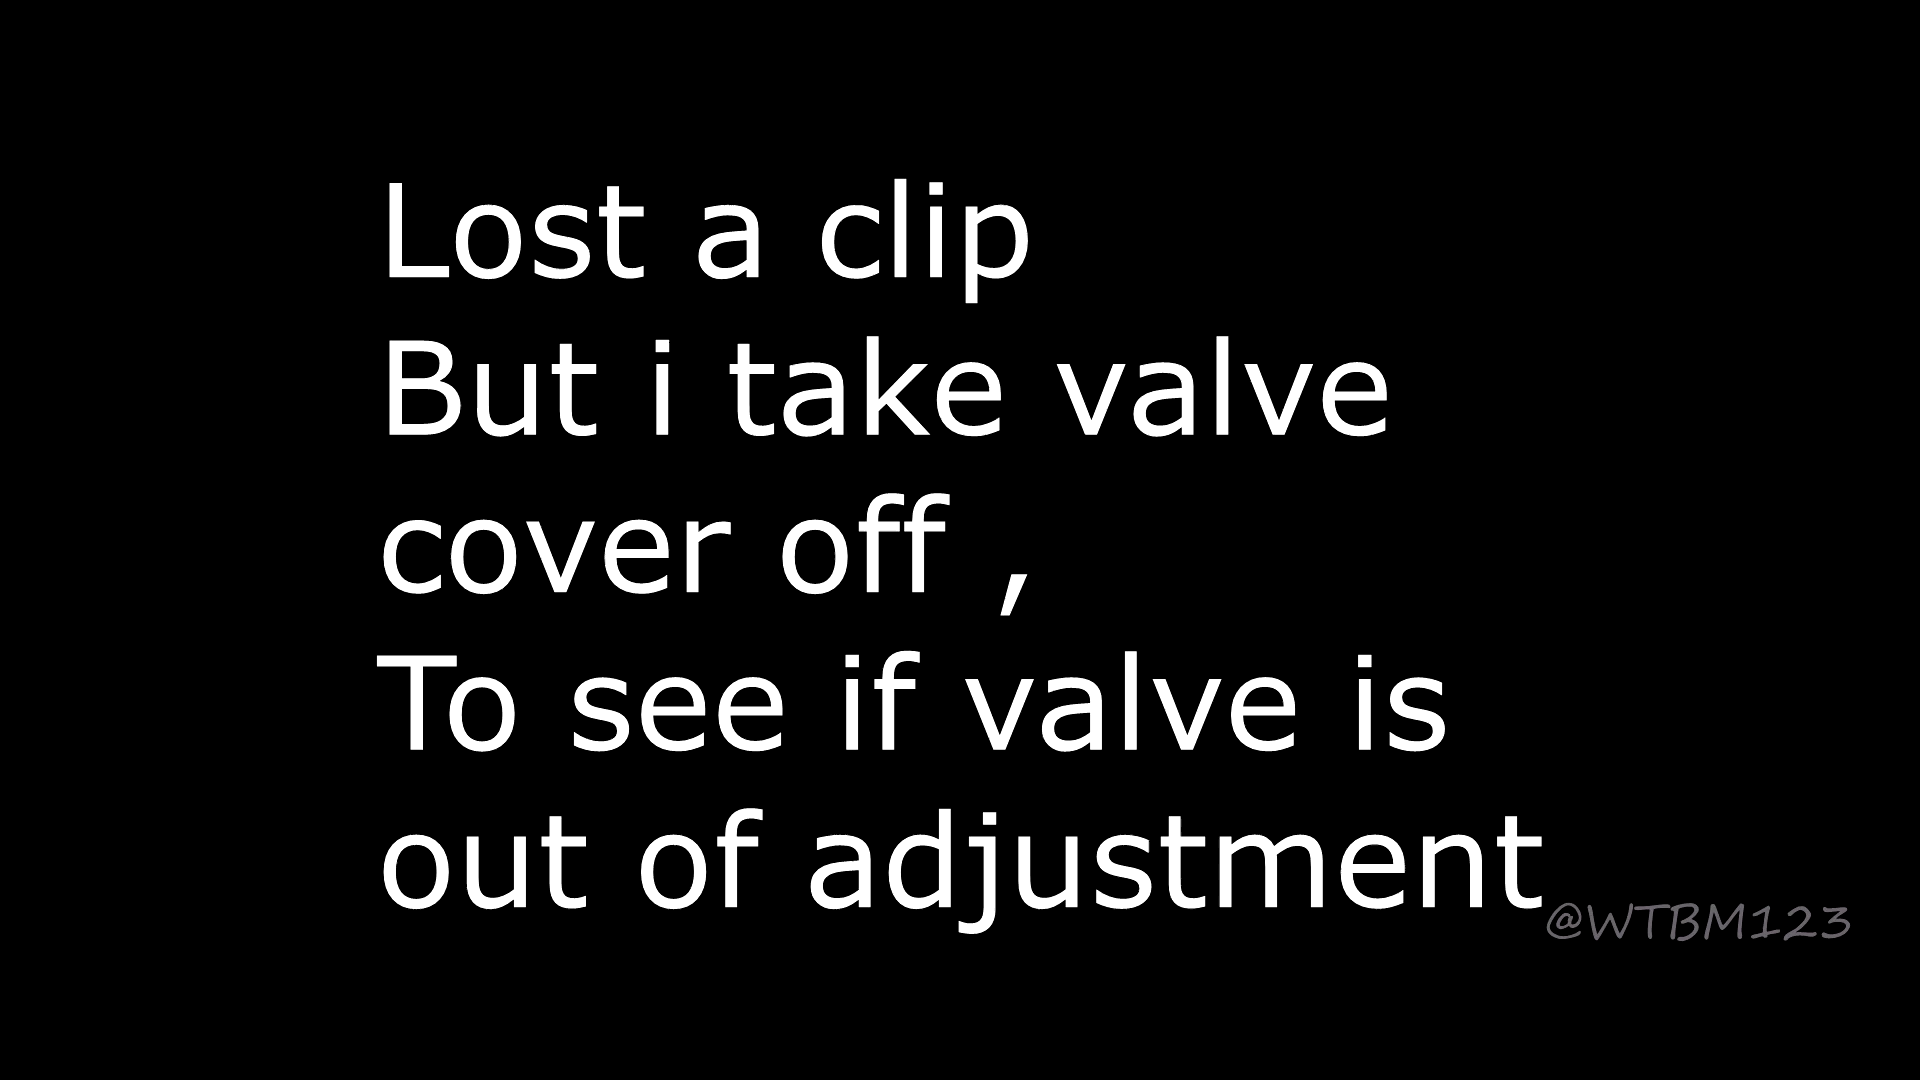 Lost a clip
But i take valve
cover off ,
To see if valve is
out of adjustment
@WTBM123